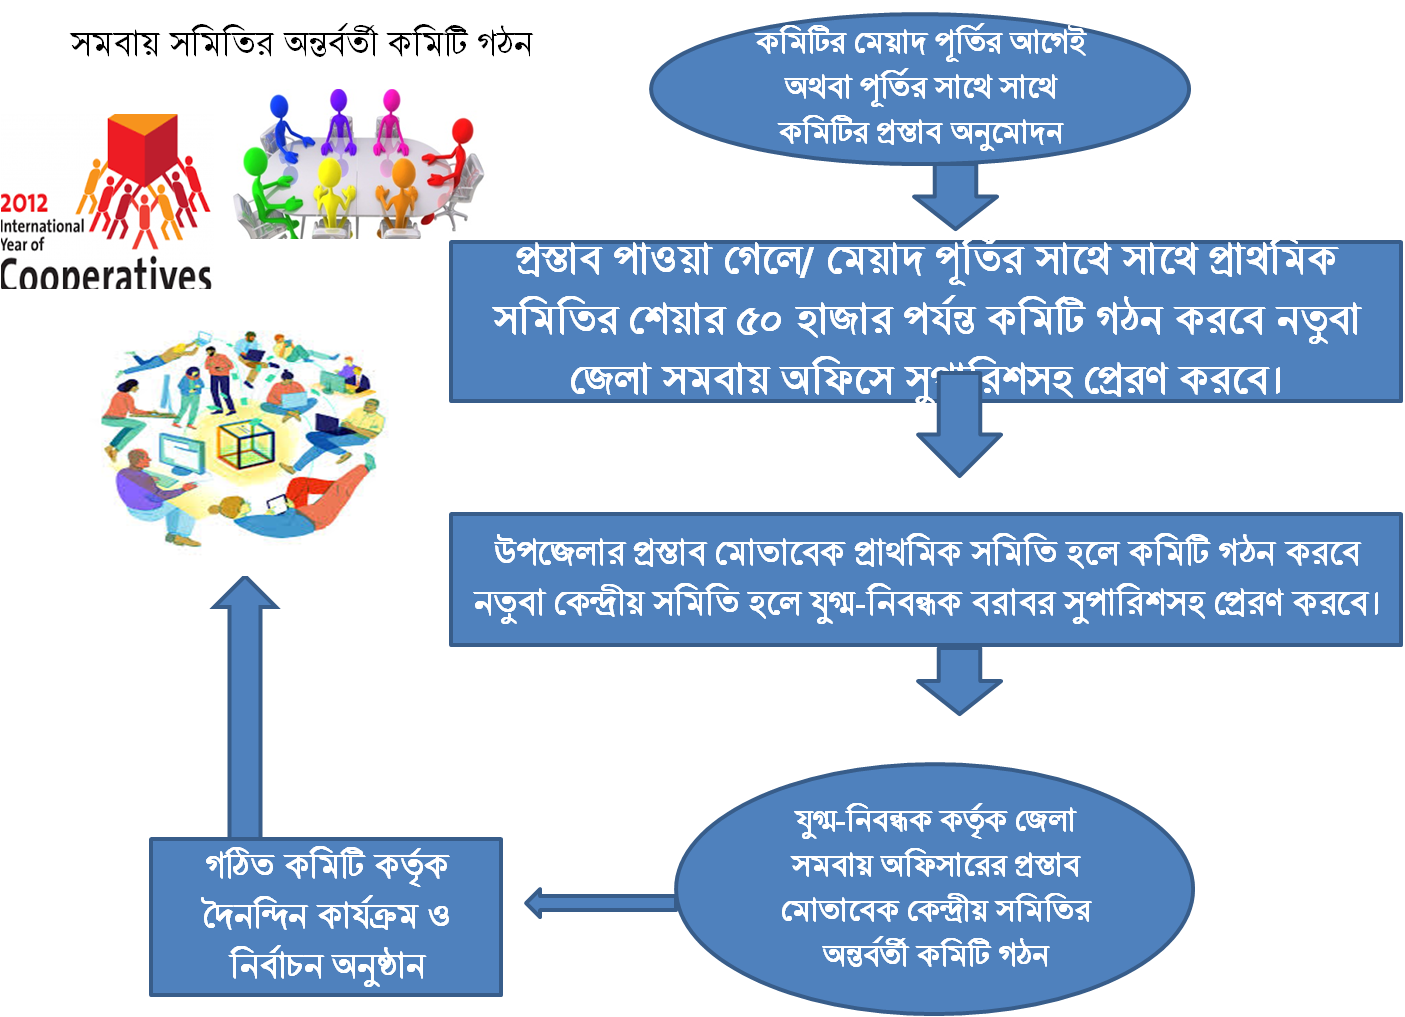 সমবায় সমিতির অন্তর্বর্তী কমিটি গঠন
কমিটির মেয়াদ পূর্তির আগেই
অথবা পূর্তির সাথে সাথে
কমিটির প্রস্তাব অনুমোদন
2012
International
Year of
Cooperatives
প্রস্তাব পাওয়া গেলে/ মেয়াদ পূর্তির সাথে সাথে প্রাথমিক
সমিতির শেয়ার ৫০ হাজার পর্যন্ত কমিটি গঠন করবে নতুবা
জেলা সমবায় অফিসে সুপারিশসহ প্রেরণ করবে।
উপজেলার প্রস্তাব মোতাবেক প্রাথমিক সমিতি হলে কমিটি গঠন করবে
নতুবা কেন্দ্রীয় সমিতি হলে যুগ্ম-নিবন্ধক বরাবর সুপারিশসহ প্রেরণ করবে।
যুগ্ম-নিবন্ধক কর্তৃক জেলা
সমবায় অফিসারের প্রস্তাব
মোতাবেক কেন্দ্রীয় সমিতির
অন্তর্বর্তী কমিটি গঠন
গঠিত কমিটি কর্তৃক
দৈনন্দিন কার্যক্রম ও
নির্বাচন অনুষ্ঠান